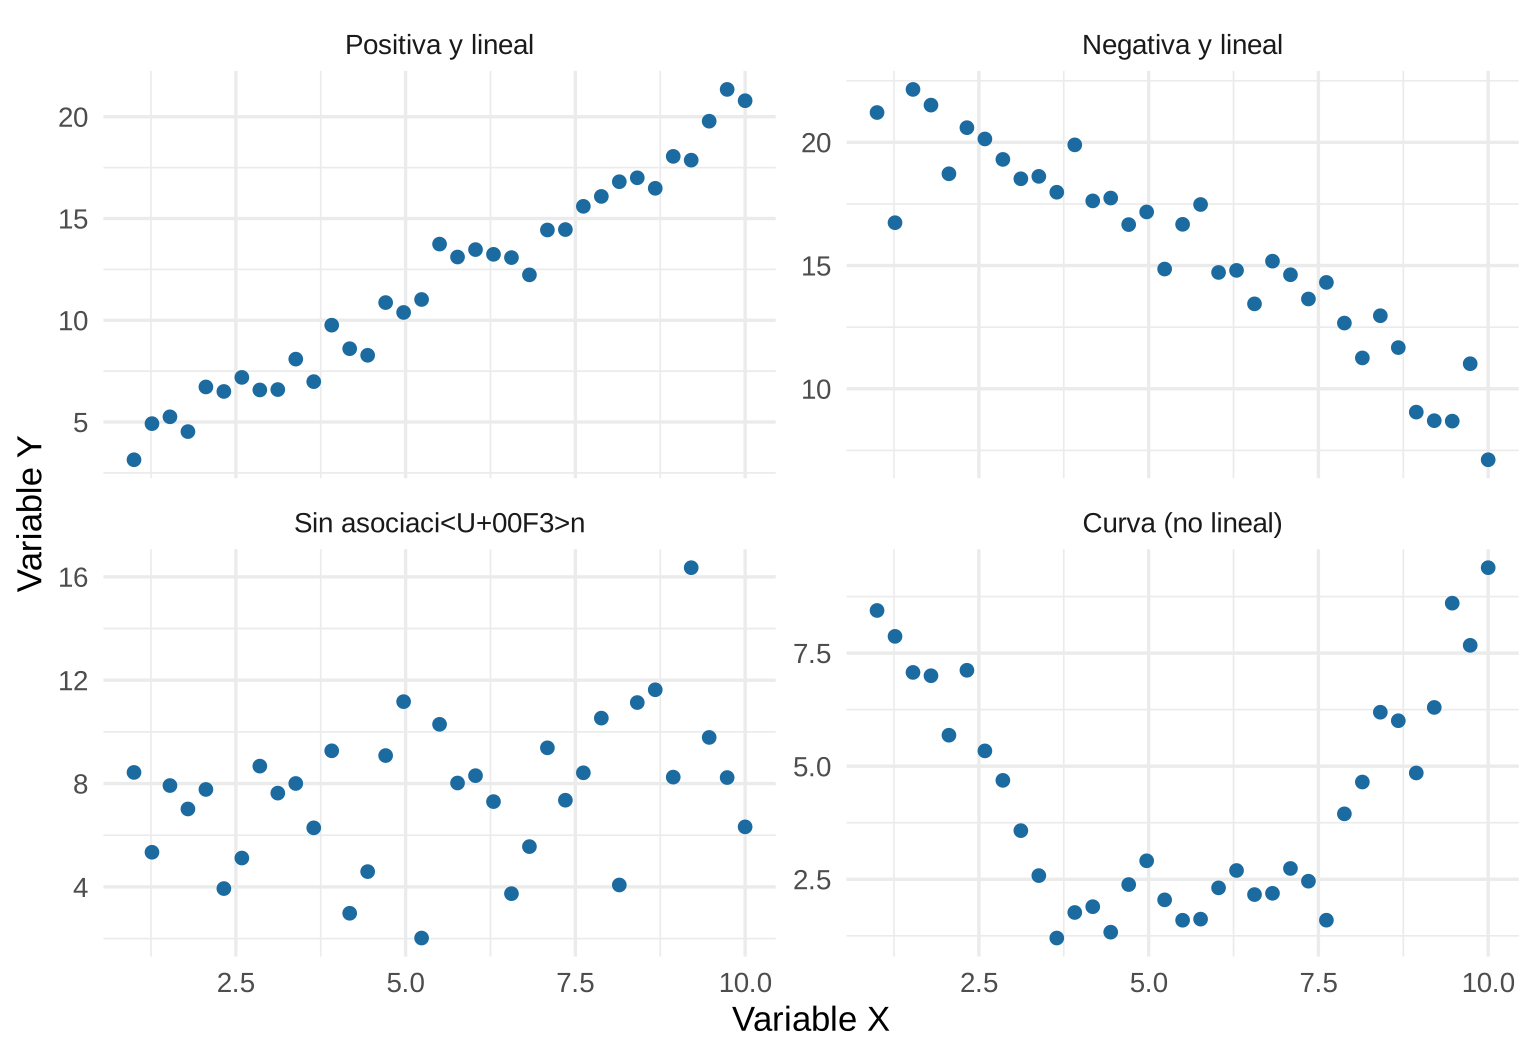 Positiva y lineal
Negativa y lineal
20
15
10
5
20
15
10
Variable Y
Sin asociaci<U+00F3>n
Curva (no lineal)
16
12
8
4
7.5
5.0
2.5
2.5 5.0 7.5 10.0
2.5 5.0 7.5 10.0
Variable X